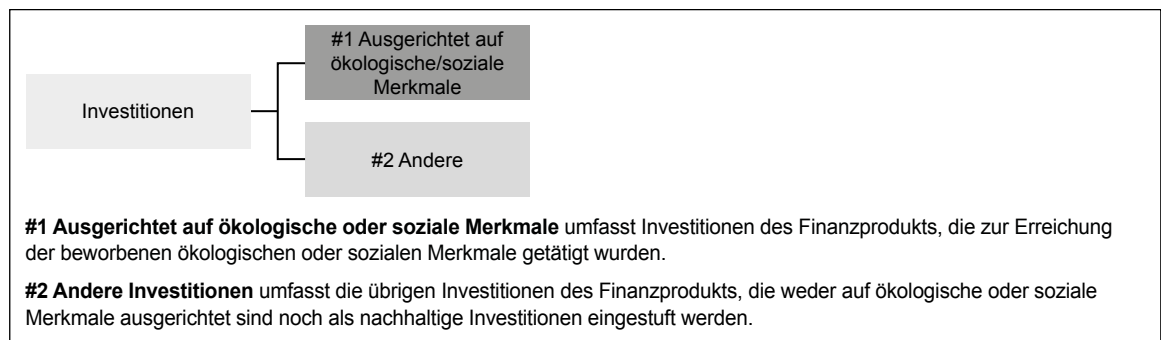 #1 Ausgerichtet auf
ökologische/soziale
Merkmale
Investitionen
#2 Andere
#1 Ausgerichtet auf ökologische oder soziale Merkmale umfasst Investitionen des Finanzprodukts, die zur Erreichung
der beworbenen ökologischen oder sozialen Merkmale getätigt wurden.
#2 Andere Investitionen umfasst die übrigen Investitionen des Finanzprodukts, die weder auf ökologische oder soziale
Merkmale ausgerichtet sind noch als nachhaltige Investitionen eingestuft werden.